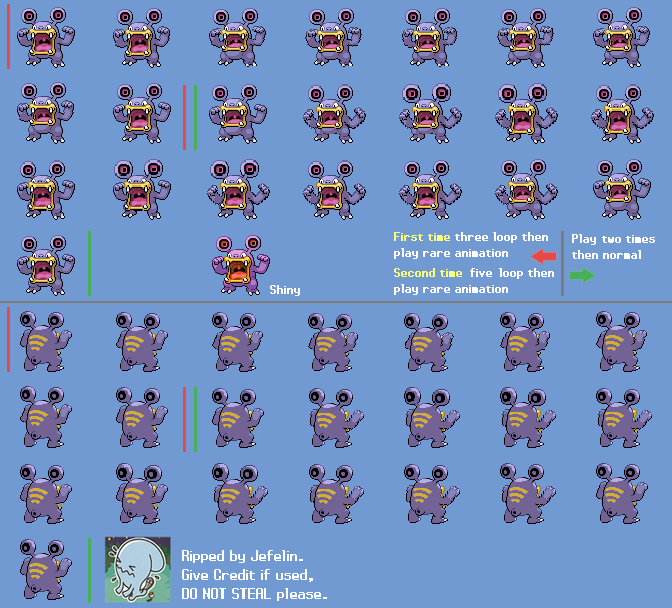 First time three loop then
play rare animation
Second time five loop then
play rare animation
Play two times
then normal
Shiny
Ripped by Jefelin.
Give Credit if used,
DO NOT STEAL please.